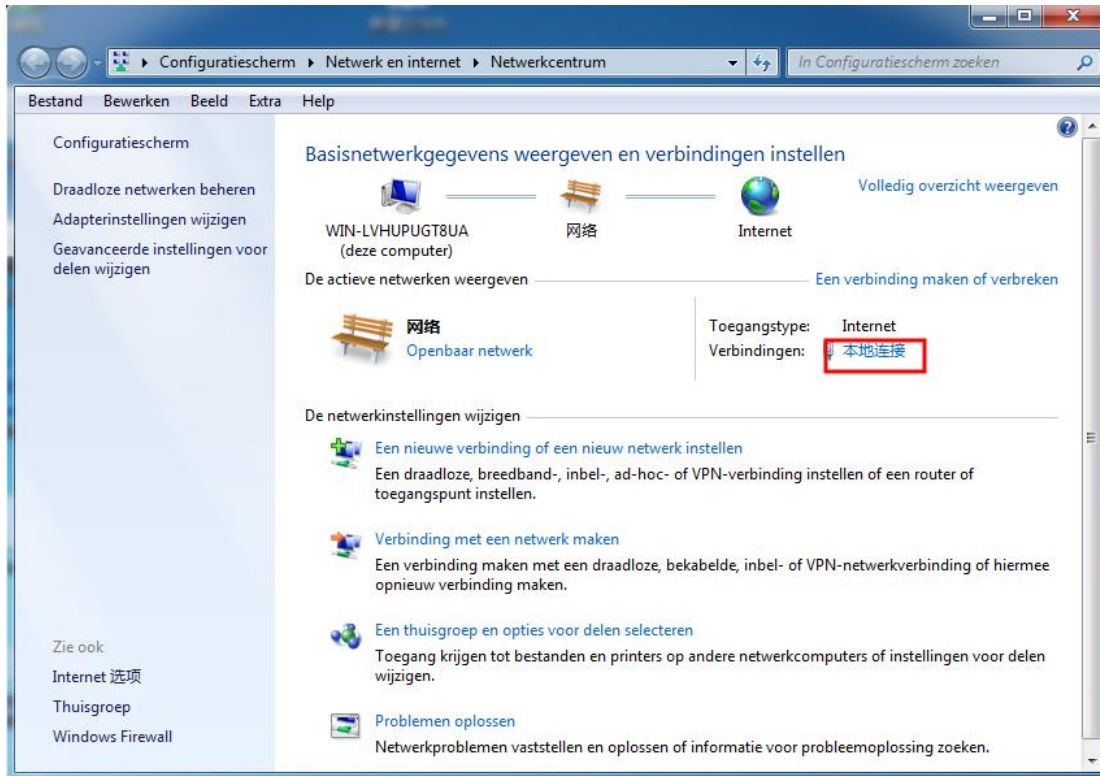 Configuratiescherm ▸ Netwerk en internet ▸ Netwerkcentrum
In Configuratiescherm zoeken
Bestand Bewerken Beeld Extra Help
Configuratiescherm
Draadloze netwerken beheren
Adapterinstellingen wijzigen
Geavanceerde instellingen voor
delen wijzigen
Zie ook
Internet 选项
Thuisgroep
Windows Firewall
Basisnetwerkgegevens weergeven en verbindingen instellen
Volledig overzicht weergeven
WIN-LVHUPUGT8UA
(deze computer)
网络
Internet
De actieve netwerken weergeven
Een verbinding maken of verbreken
网络
Openbaar netwerk
Toegangstype: Internet
Verbindingen: 本地连接
De netwerkinstellingen wijzigen
Een nieuwe verbinding of een nieuw netwerk instellen
Een draadloze, breedband-, inbel-, ad-hoc- of VPN-verbinding instellen of een router of
toegangspunt instellen.
Verbinding met een netwerk maken
Een verbinding maken met een draadloze, bekabelde, inbel- of VPN-netwerkverbinding of hiermee
opnieuw verbinding maken.
Een thuisgroep en opties voor delen selecteren
Toegang krijgen tot bestanden en printers op andere netwerkcomputers of instellingen voor delen
wijzigen.
Problemen oplossen
Netwerkproblemen vaststellen en oplossen of informatie voor probleemoplossing zoeken.